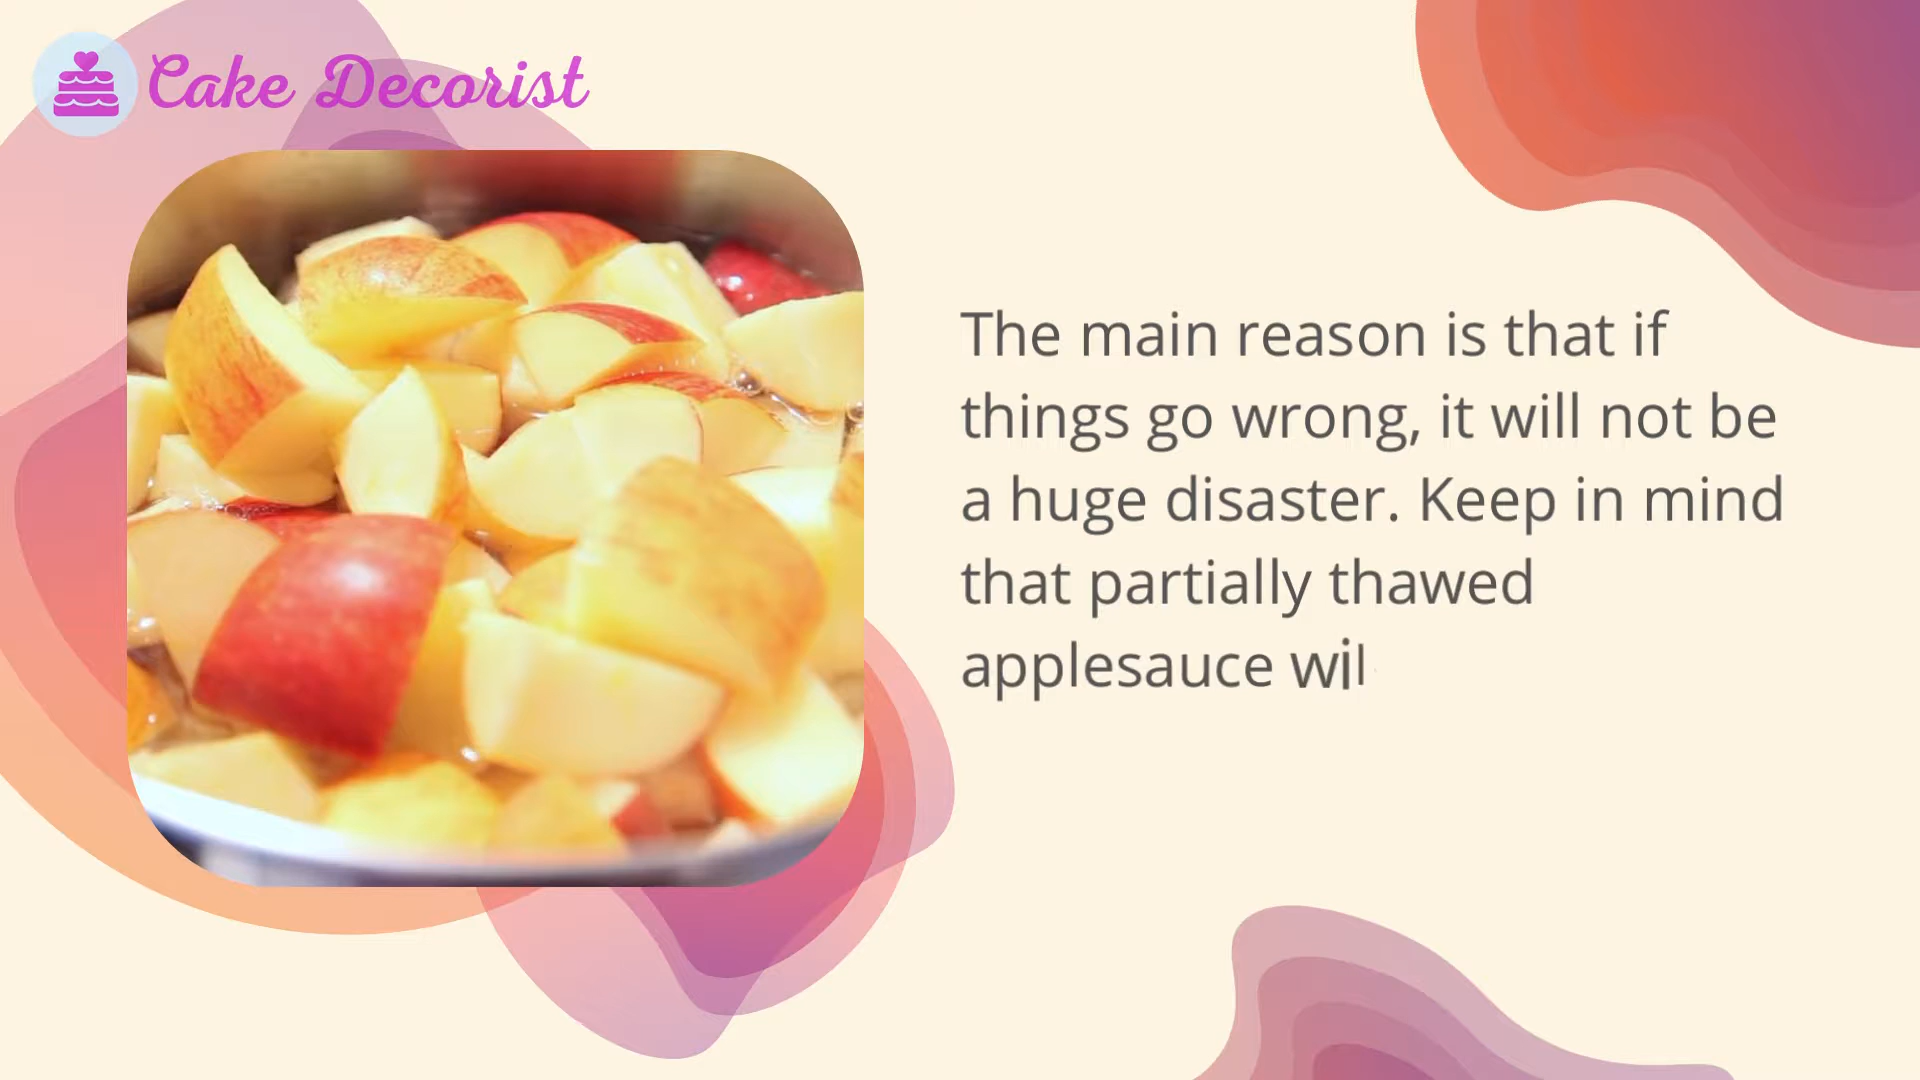 Cake Decorist
The main reason is that if
things go wrong, it will not be
a huge disaster. Keep in mind
that partially thawed
applesauce wil